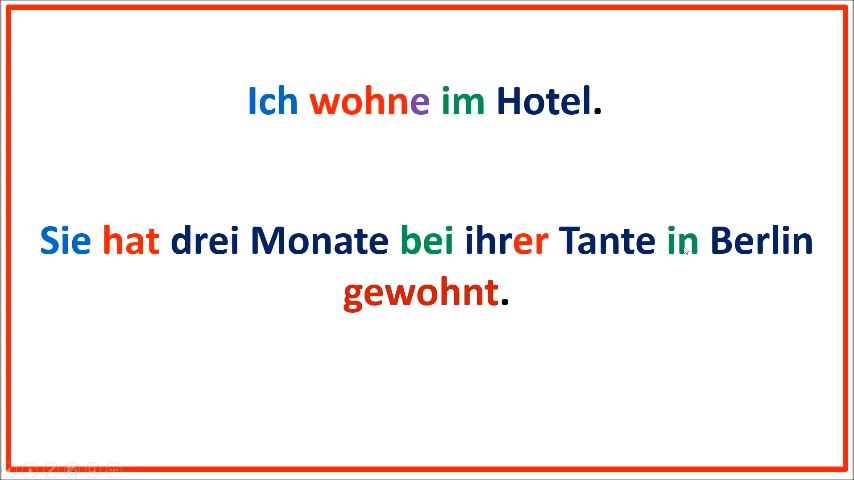 Ich wohne im Hotel.
Sie hat drei Monate bei ihrer Tante in Berlin
gewohnt.